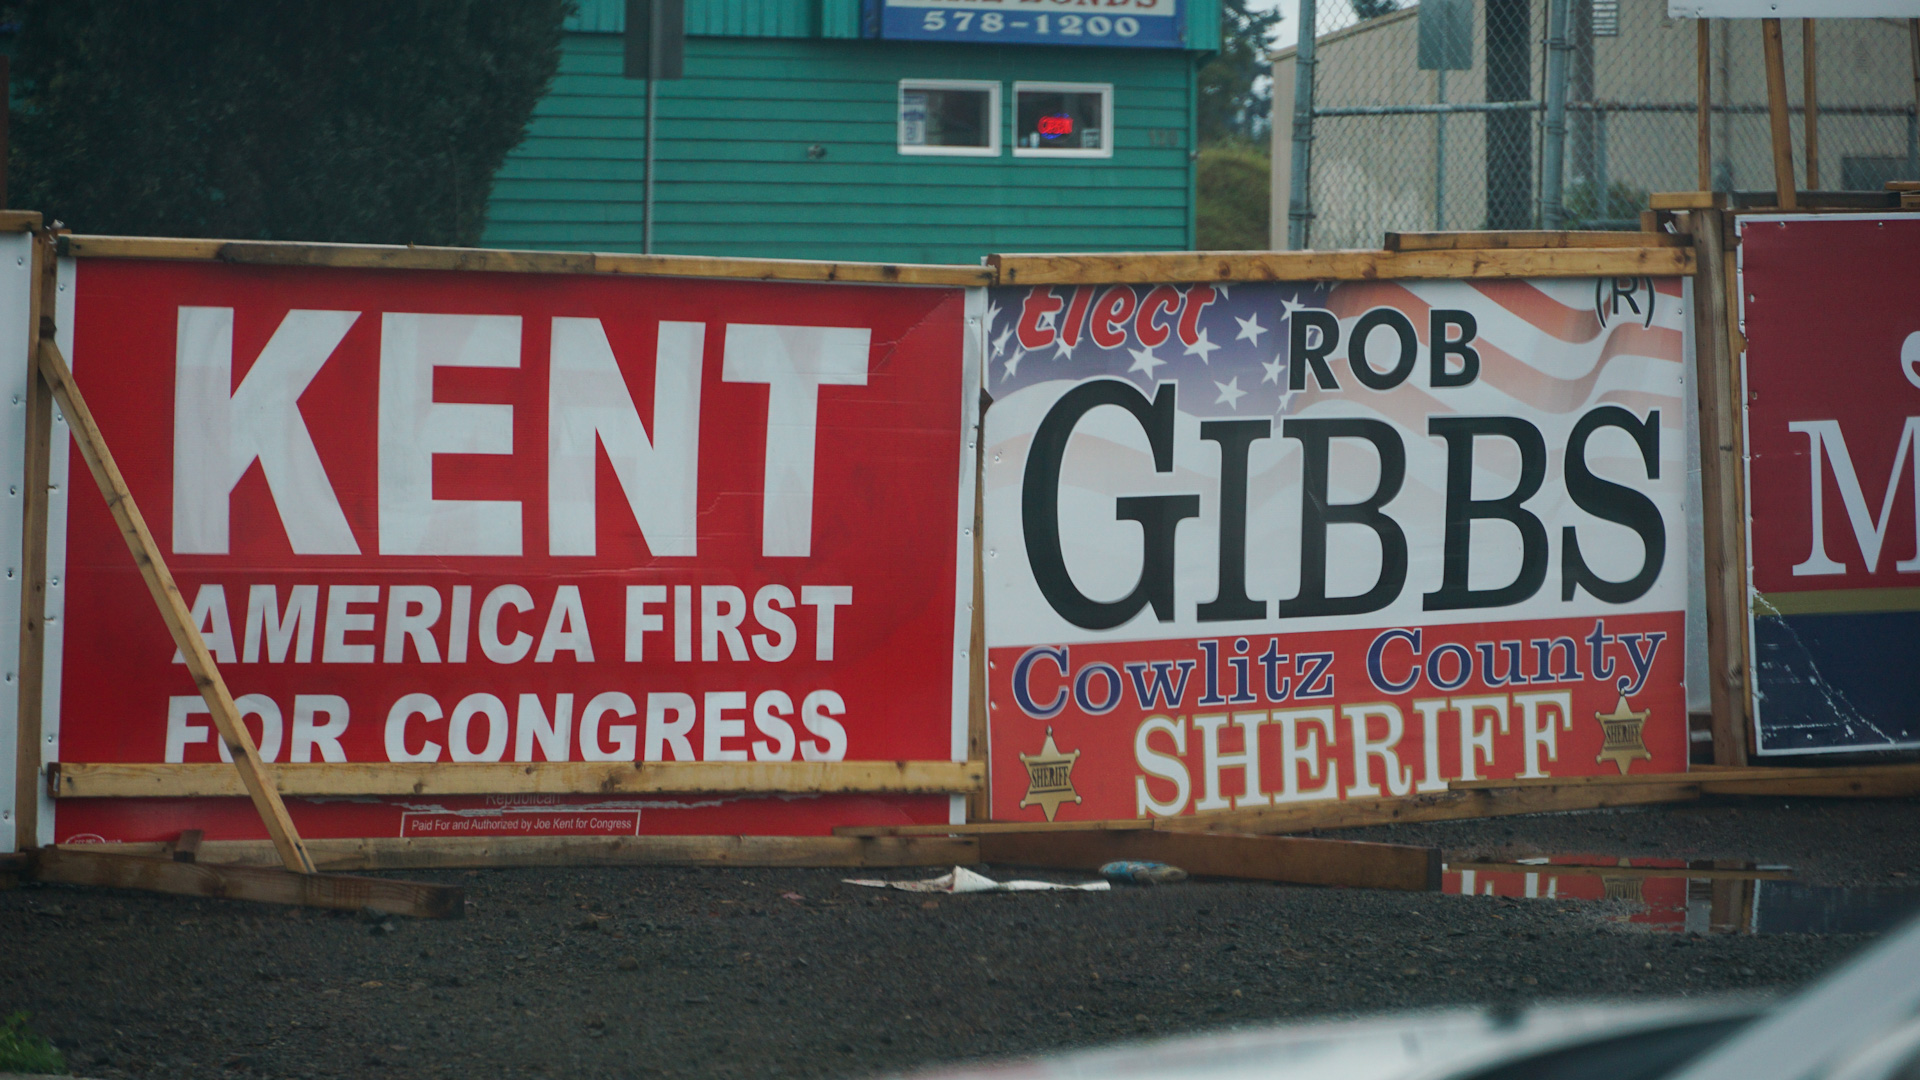 578-1200
KENT
AMERICA FIRST
FOR CONGRESS
Republican
Paid For and Authorized by Joe Kent for Congress
Elect
(R)
ROB
GIBBS
Cowlitz County
SHERIFF
SHERIFF
SHERIFF
M